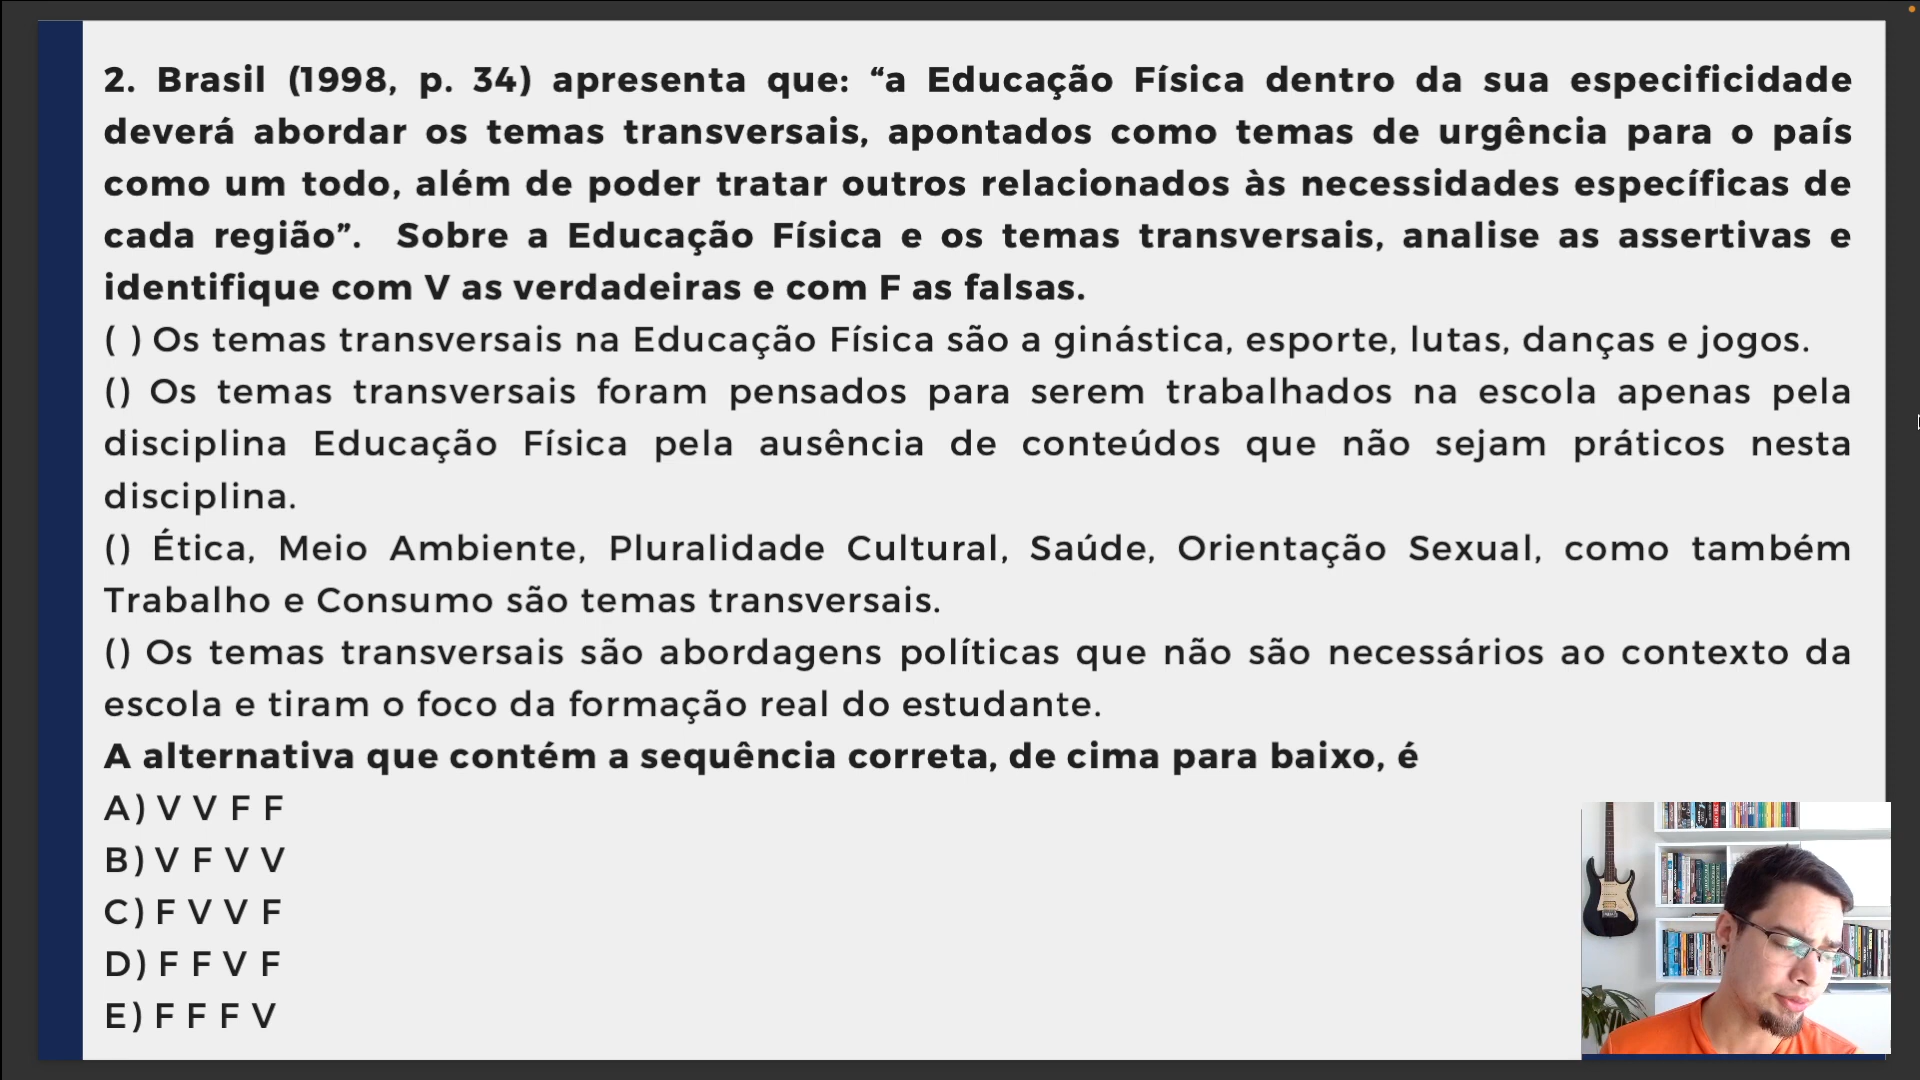 2. Brasil (1998, p. 34) apresenta que: “a Educação Física dentro da sua especificidade
deverá abordar os temas transversais, apontados como temas de urgência para o país
como um todo, além de poder tratar outros relacionados às necessidades específicas de
cada região”. Sobre a Educação Física e os temas transversais, analise as assertivas e
identifique com V as verdadeiras e com F as falsas.
( ) Os temas transversais na Educação Física são a ginástica, esporte, lutas, danças e jogos.
() Os temas transversais foram pensados para serem trabalhados na escola apenas pela
disciplina Educação Física pela ausência de conteúdos que não sejam práticos nesta
disciplina.
() Ética, Meio Ambiente, Pluralidade Cultural, Saúde, Orientação Sexual, como também
Trabalho e Consumo são temas transversais.
() Os temas transversais são abordagens políticas que não são necessários ao contexto da
escola e tiram o foco da formação real do estudante.
A alternativa que contém a sequência correta, de cima para baixo, é
A) V V F F
B) V F V V
C) F V V F
D) F F V F
E) F F F V